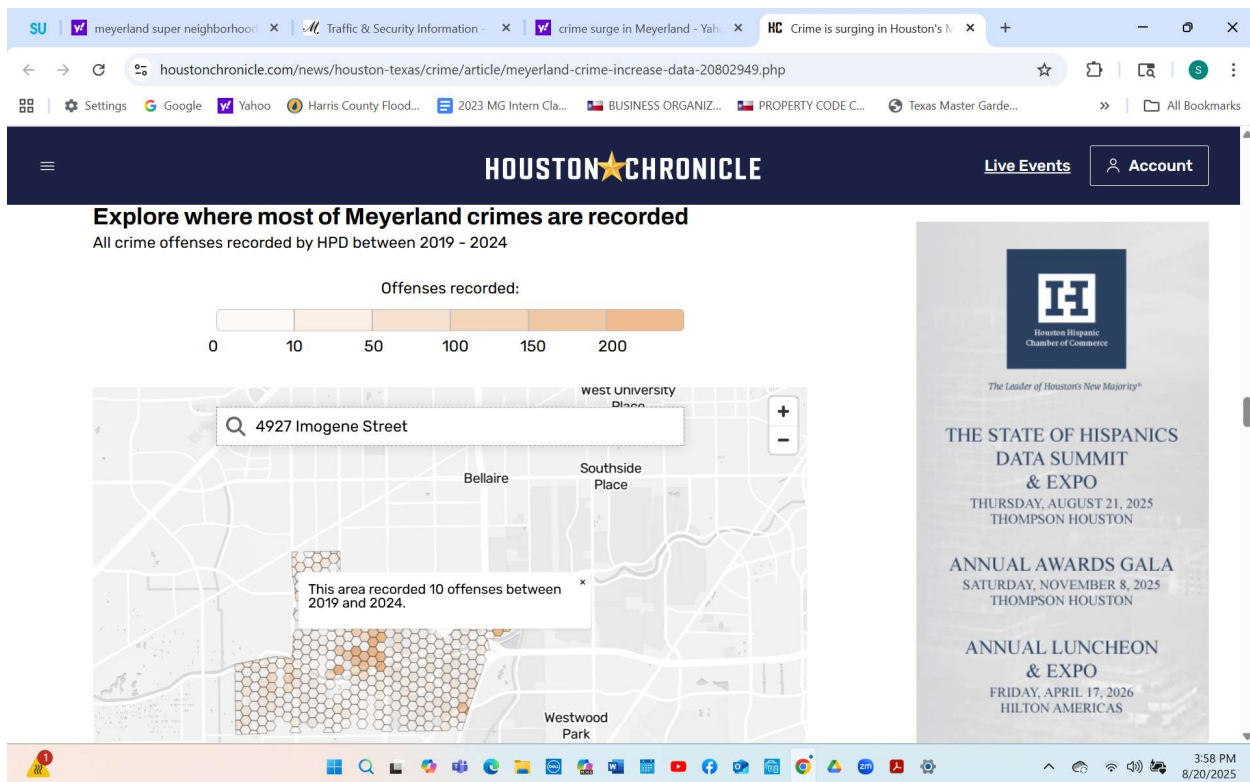 SU
meyerland super neighborhood
Traffic & Security Information -
crime surge in Meyerland - Yah
HC Crime is surging in Houston's M
houstonchronicle.com/news/houston-texas/crime/article/meyerland-crime-increase-data-20802949.php
S
Settings
Google
Yahoo
Harris County Flood...
2023 MG Intern Cla...
BUSINESS ORGANIZ...
PROPERTY CODE C...
Texas Master Garde...
»
All Bookmarks
HOUSTON CHRONICLE
Live Events
Account
Explore where most of Meyerland crimes are recorded
All crime offenses recorded by HPD between 2019 - 2024
Offenses recorded:
0 10 50 100 150 200
West University
Place
4927 Imogene Street
+
−
Bellaire
Southside
Place
This area recorded 10 offenses between
2019 and 2024.
×
Westwood
Park
Houston Hispanic
Chamber of Commerce
The Leader of Houston's New Majority®
THE STATE OF HISPANICS
DATA SUMMIT
& EXPO
THURSDAY, AUGUST 21, 2025
THOMPSON HOUSTON
ANNUAL AWARDS GALA
SATURDAY, NOVEMBER 8, 2025
THOMPSON HOUSTON
ANNUAL LUNCHEON
& EXPO
FRIDAY, APRIL 17, 2026
HILTON AMERICAS
1
zm
3:58 PM
8/20/2025